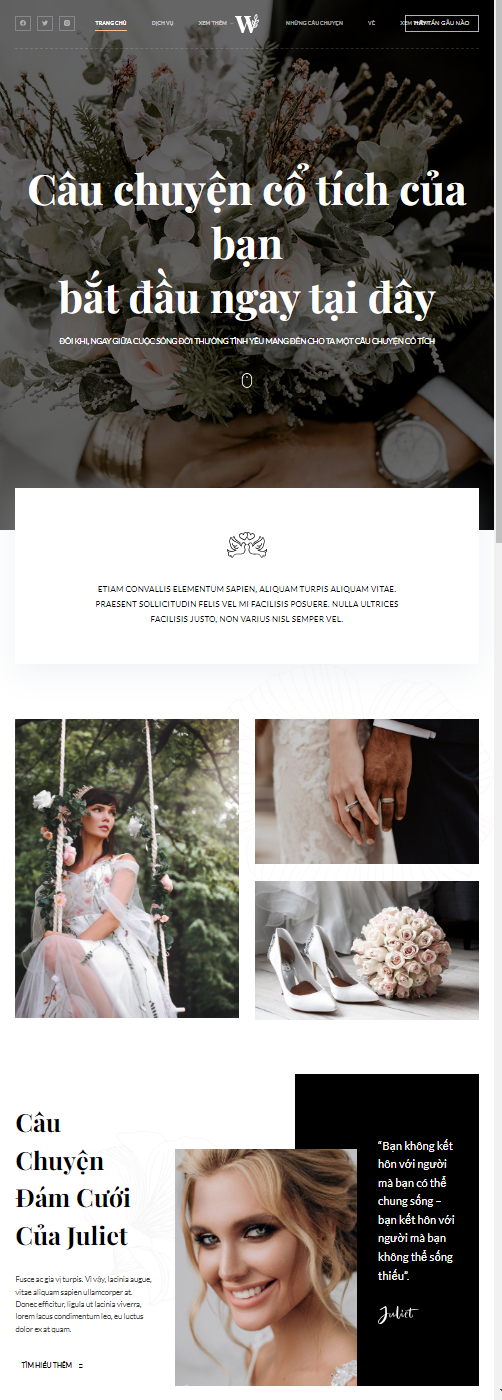 TRANG CHỦ
DỊCH VỤ
XEM THÊM
W
NHỮNG CÂU CHUYỆN
VỀ
Câu chuyện cổ tích của
bạn
bắt đầu ngay tại đây
ĐÔI KHI, NGAY GIỮA CUỘC SỐNG ĐỜI THƯỜNG TÌNH YÊU MANG ĐẾN CHO TA MỘT CÂU CHUYỆN CỔ TÍCH
ETIAM CONVALLIS ELEMENTUM SAPIEN, ALIQUAM TURPIS ALIQUAM VITAE.
PRAESENT SOLLICITUDIN FELIS VEL MI FACILISIS POSUERE. NULLA ULTRICES
FACILISIS JUSTO, NON VARIUS NISL SEMPER VEL.
Câu
Chuyện
Đám Cưới
Của Juliet
Fusce ac gia vị turpis. Vì vậy, lacinia augue,
vitae aliquam sapien ullamcorper at.
Donec efficitur, ligula ut lacinia viverra,
lorem lacus condimentum leo, eu luctus
dolor ex at quam.
TÌM HIỂU THÊM
“Bạn không kết
hôn với người
mà bạn có thể
chung sống –
bạn kết hôn với
người mà bạn
không thể sống
thiếu”.
Juliet